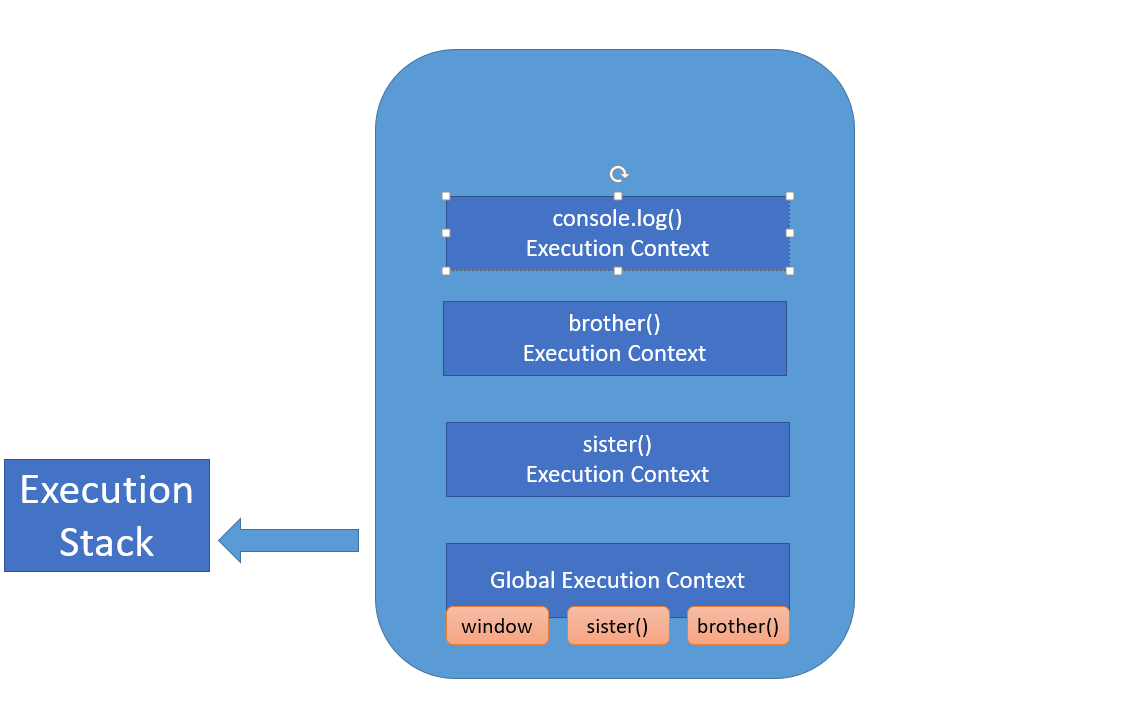 console.log()
Execution Context
brother()
Execution Context
sister()
Execution Context
Execution
Stack
Global Execution Context
window
sister()
brother()